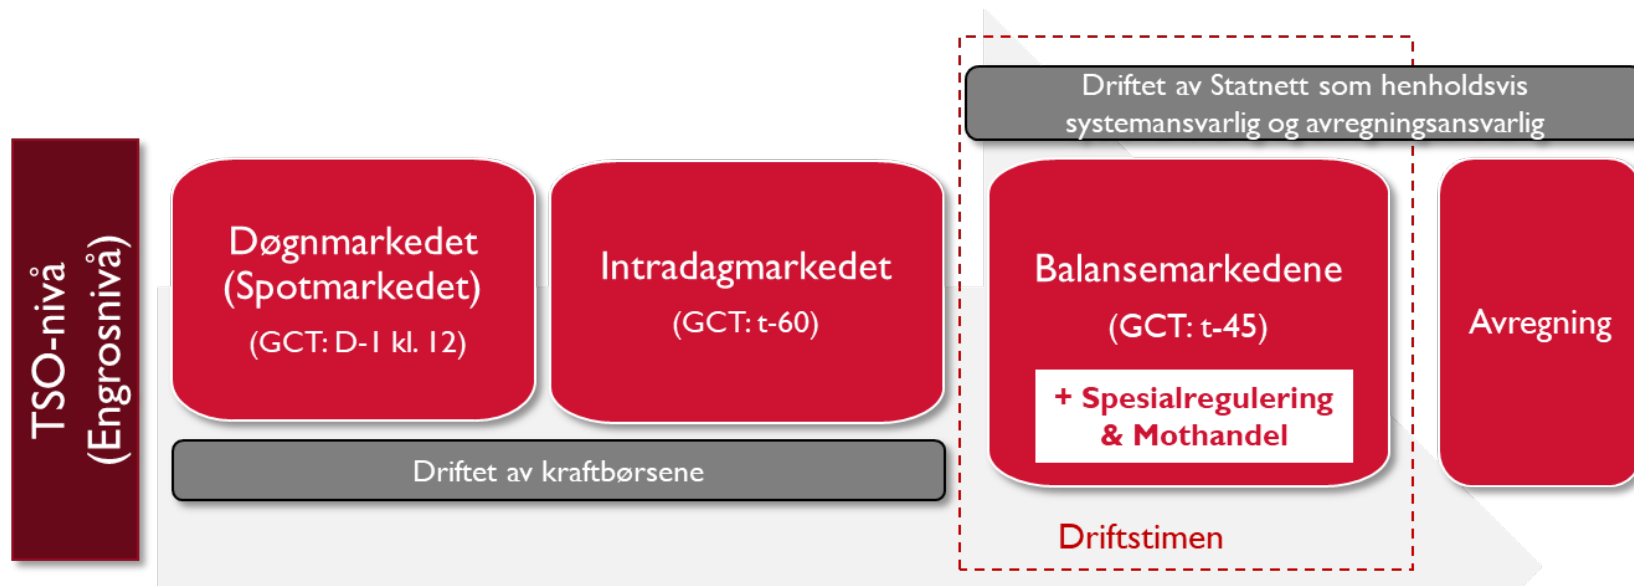 TSO-nivå
(Engrosnivå)
Døgnmarkedet
(Spotmarkedet)
(GCT: D-1 kl. 12)
Intradagmarkedet
(GCT: t-60)
Driftet av kraftbørsene
Driftet av Statnett som henholdsvis
systemansvarlig og avregningsansvarlig
Balansemarkedene
(GCT: t-45)
+ Spesialregulering
& Mothandel
Driftstimen
Avregning